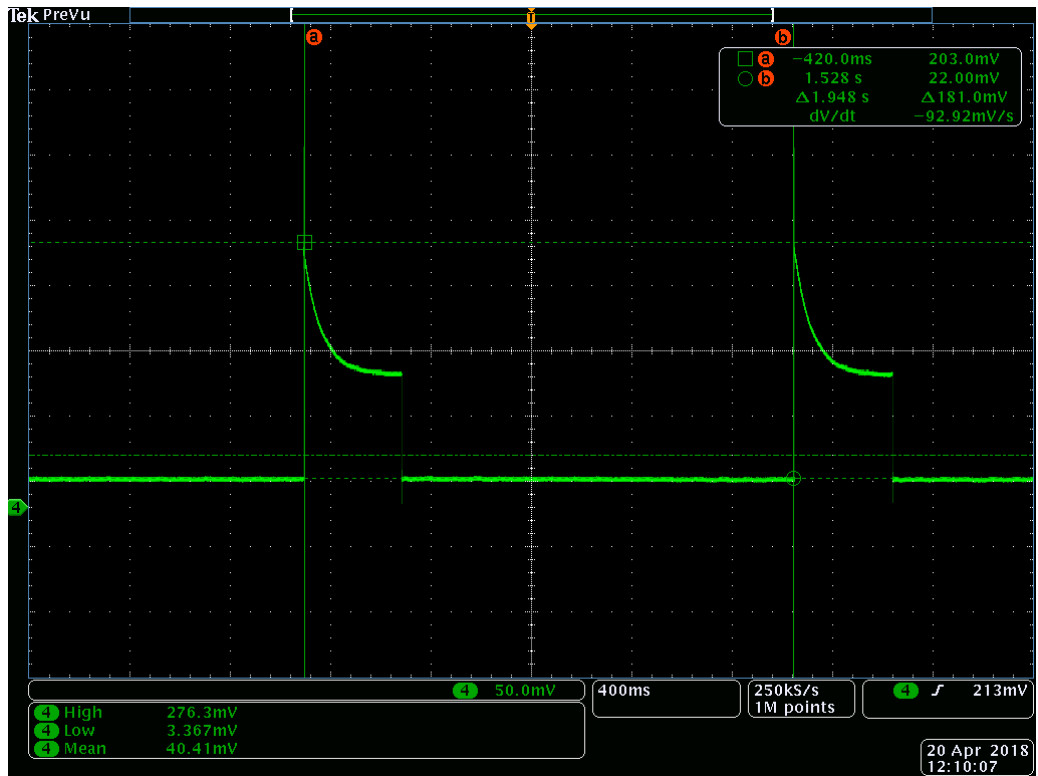 Tek PreVu
T
a
b
a −420.0ms 203.0mV
b 1.528 s 22.00mV
Δ1.948 s Δ181.0mV
dV/dt −92.92mV/s
4
4 50.0mV
400ms
250kS/s
1M points
4 213mV
4 High 276.3mV
4 Low 3.367mV
4 Mean 40.41mV
20 Apr 2018
12:10:07